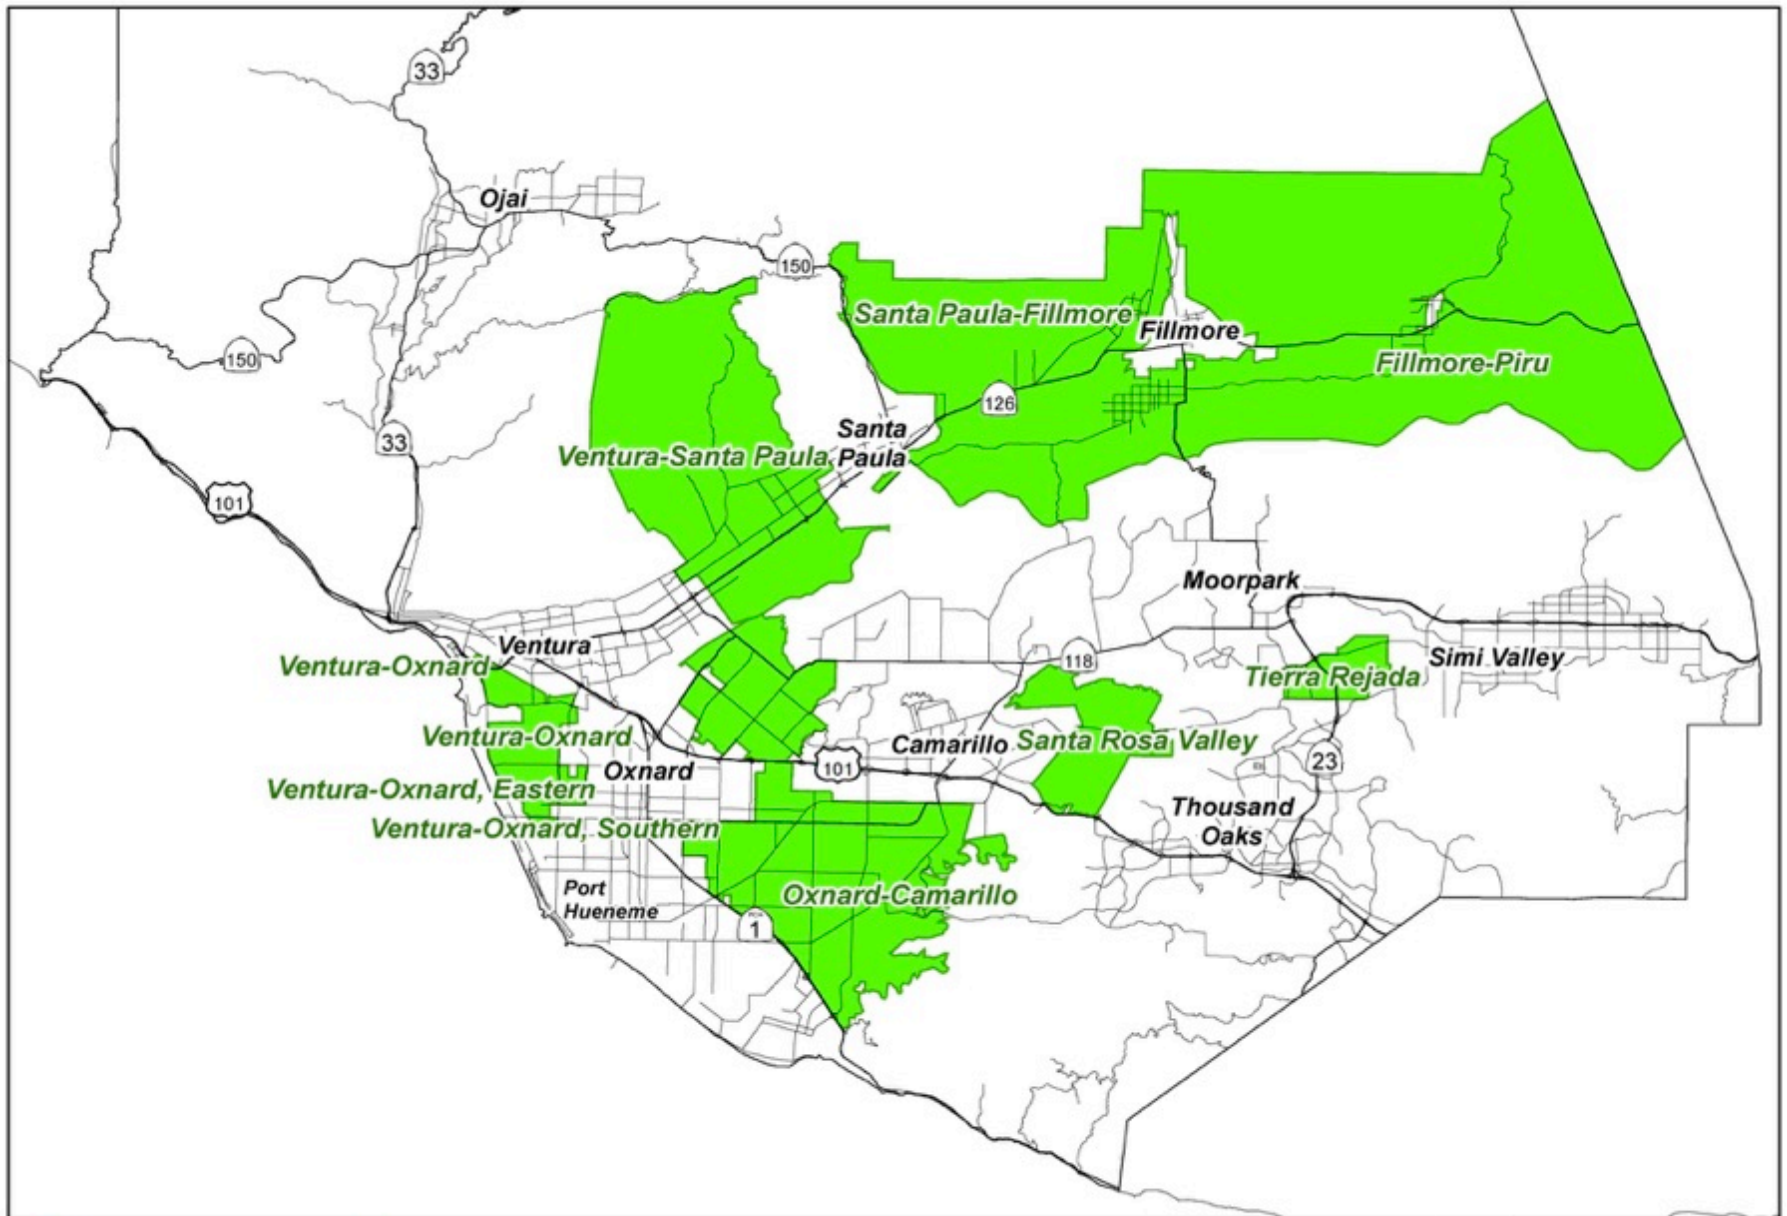 33
Ojai
150
Santa Paula-Fillmore
Fillmore
150
Fillmore-Piru
126
33
Santa
Paula
Ventura-Santa Paula
101
Moorpark
Ventura
118
Simi Valley
Ventura-Oxnard
Tierra Rejada
Ventura-Oxnard
Camarillo
Santa Rosa Valley
101
23
Oxnard
Ventura-Oxnard, Eastern
Thousand
Oaks
Ventura-Oxnard, Southern
Port
Hueneme
Oxnard-Camarillo
1